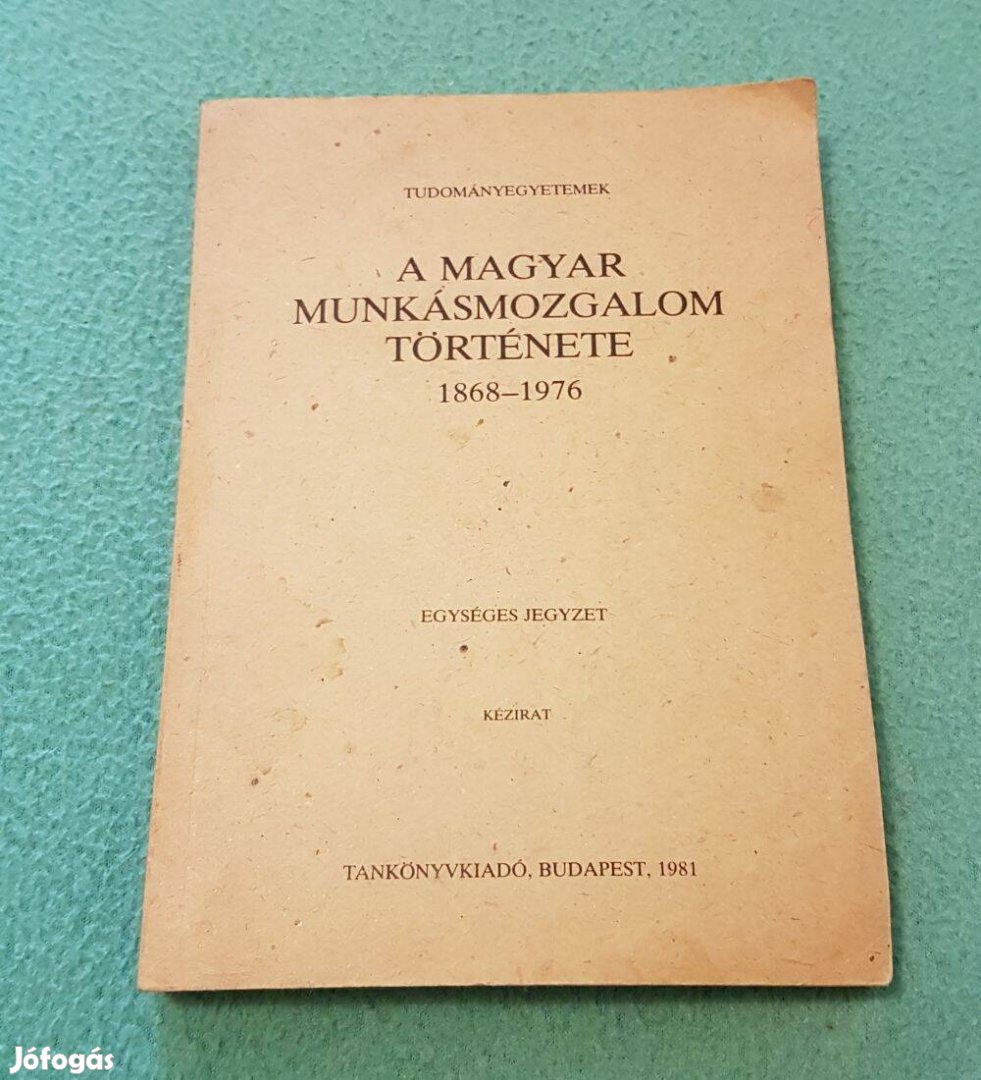 TUDOMÁNYEGYETEMEK
A MAGYAR
MUNKÁSMOZGALOM
TÖRTÉNETE
1868–1976
EGYSÉGES JEGYZET
KÉZIRAT
TANKÖNYVKIADÓ, BUDAPEST, 1981
Jófogás